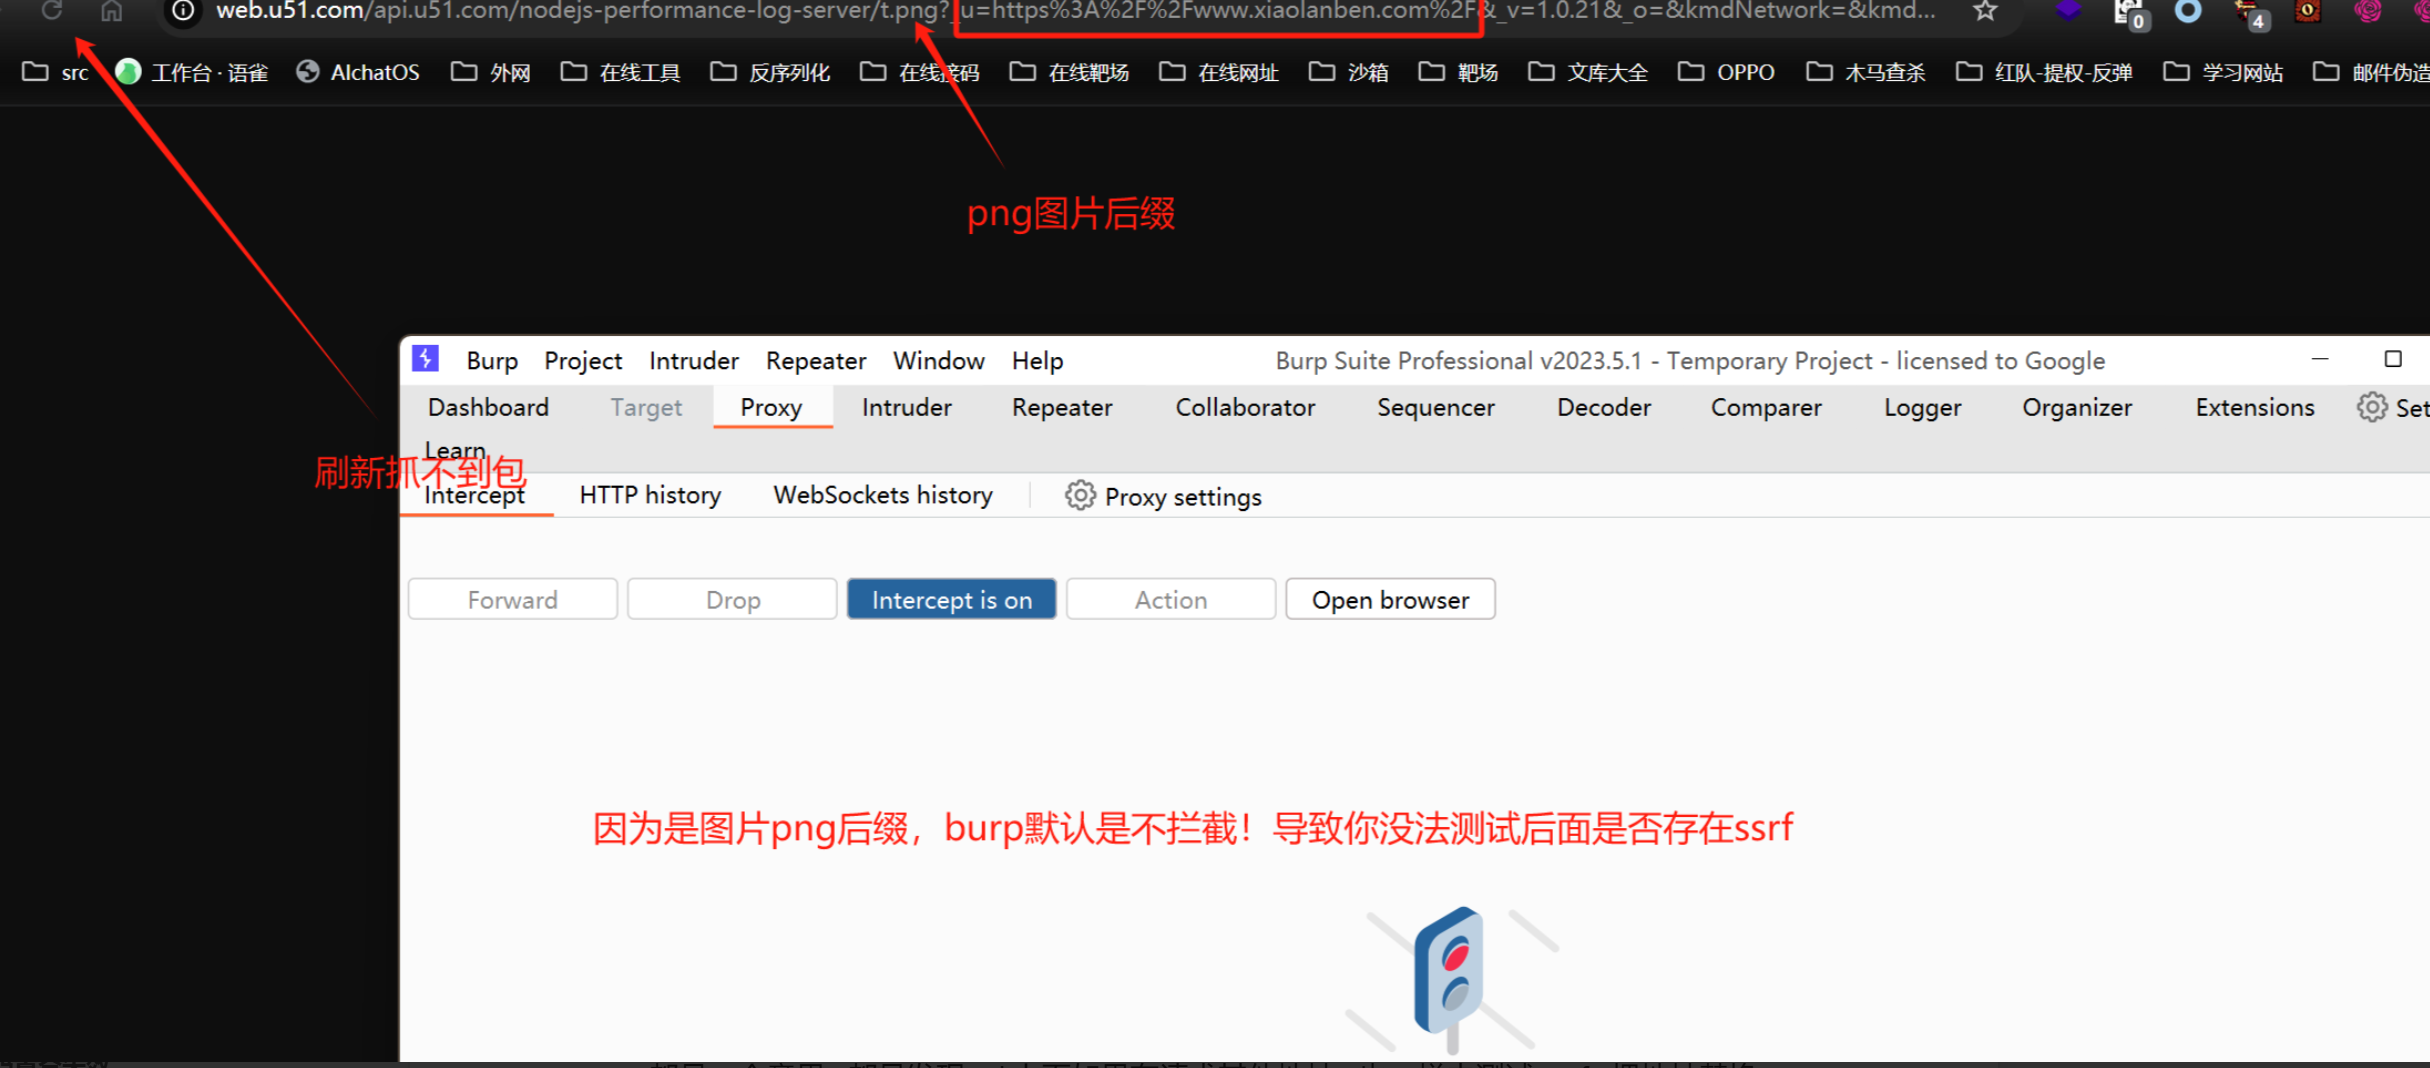 web.u51.com/api.u51.com/nodejs-performance-log-server/t.png?_u=https%3A%2F%2Fwww.xiaolanben.com%2F&_v=1.0.21&_o=&kmdNetwork=&kmd...
0
4
src 工作台 · 语雀 AIchatOS 外网 在线工具 反序列化 在线接码 在线靶场 在线网址 沙箱 靶场 文库大全 OPPO 木马查杀 红队-提权-反弹 学习网站 邮件伪造
png图片后缀
Burp Project Intruder Repeater Window Help Burp Suite Professional v2023.5.1 - Temporary Project - licensed to Google
Dashboard Target Proxy Intruder Repeater Collaborator Sequencer Decoder Comparer Logger Organizer Extensions Set
Learn
刷新抓不到包
Intercept HTTP history WebSockets history Proxy settings
Forward Drop Intercept is on Action Open browser
因为是图片png后缀，burp默认是不拦截！导致你没法测试后面是否存在ssrf